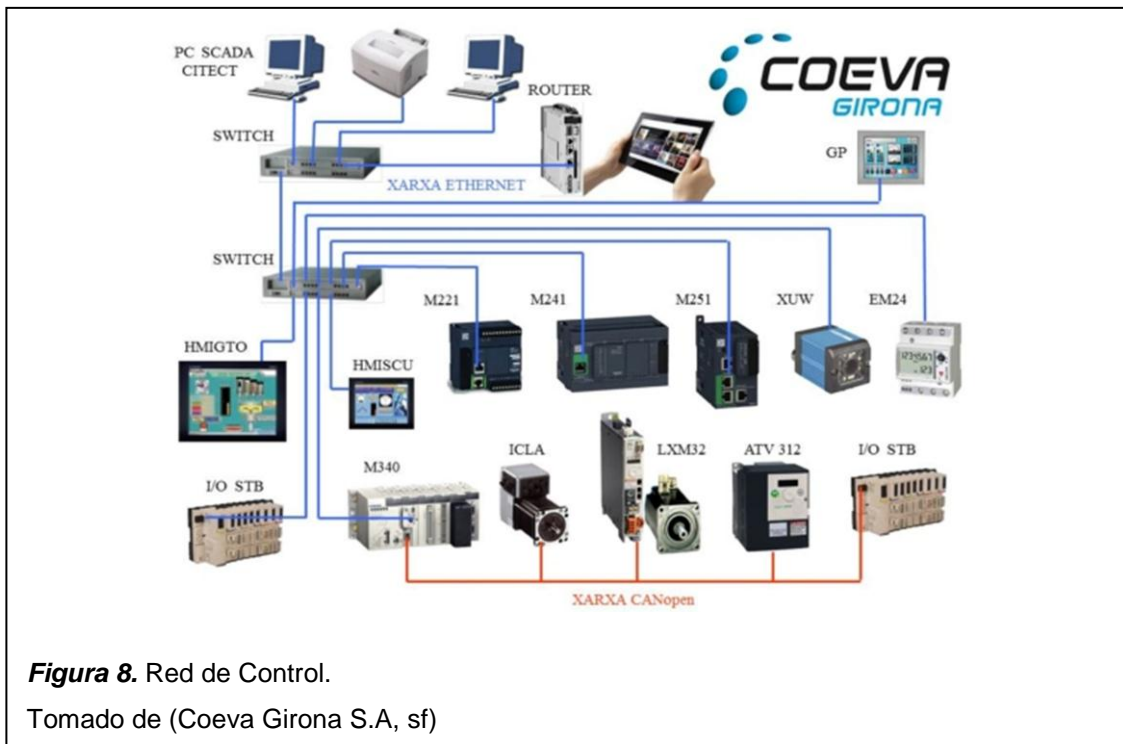 PC SCADA
CITECT
COEVA
GIRONA
ROUTER
SWITCH
GP
XARXA ETHERNET
SWITCH
M221
M241
M251
XUW
EM24
HMIGTO
HMISCU
ICLA
LXM32
ATV 312
I/O STB
M340
I/O STB
XARXA CANopen
Figura 8. Red de Control.
Tomado de (Coeva Girona S.A, sf)